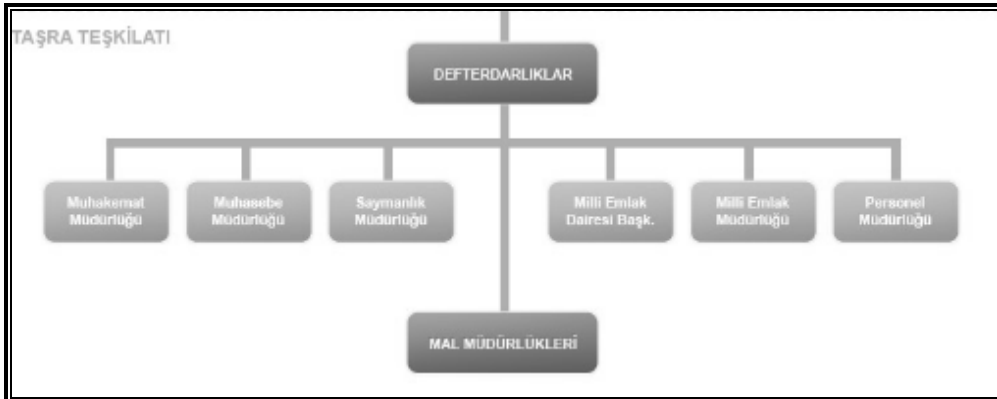 TAŞRA TEŞKİLATI
DEFTERDARLIKLAR
Muhakemat
Müdürlüğü
Muhasebe
Müdürlüğü
Saymanlık
Müdürlüğü
Milli Emlak
Dairesi Başk.
Milli Emlak
Müdürlüğü
Personel
Müdürlüğü
MAL MÜDÜRLÜKLERİ